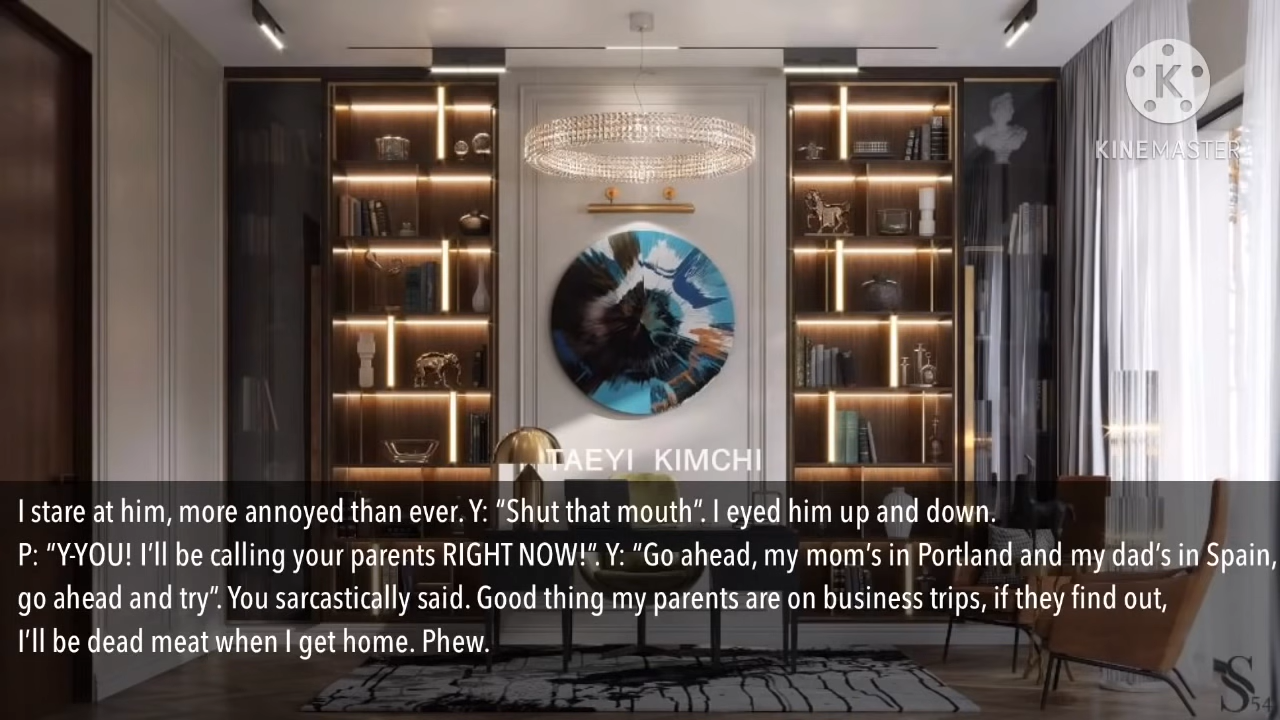 K
KINEMASTER
TAEYI KIMCHI
I stare at him, more annoyed than ever. Y: “Shut that mouth”. I eyed him up and down.
P: “Y-YOU! I’ll be calling your parents RIGHT NOW!”. Y: “Go ahead, my mom’s in Portland and my dad’s in Spain,
go ahead and try”. You sarcastically said. Good thing my parents are on business trips, if they find out,
I’ll be dead meat when I get home. Phew.
S 54